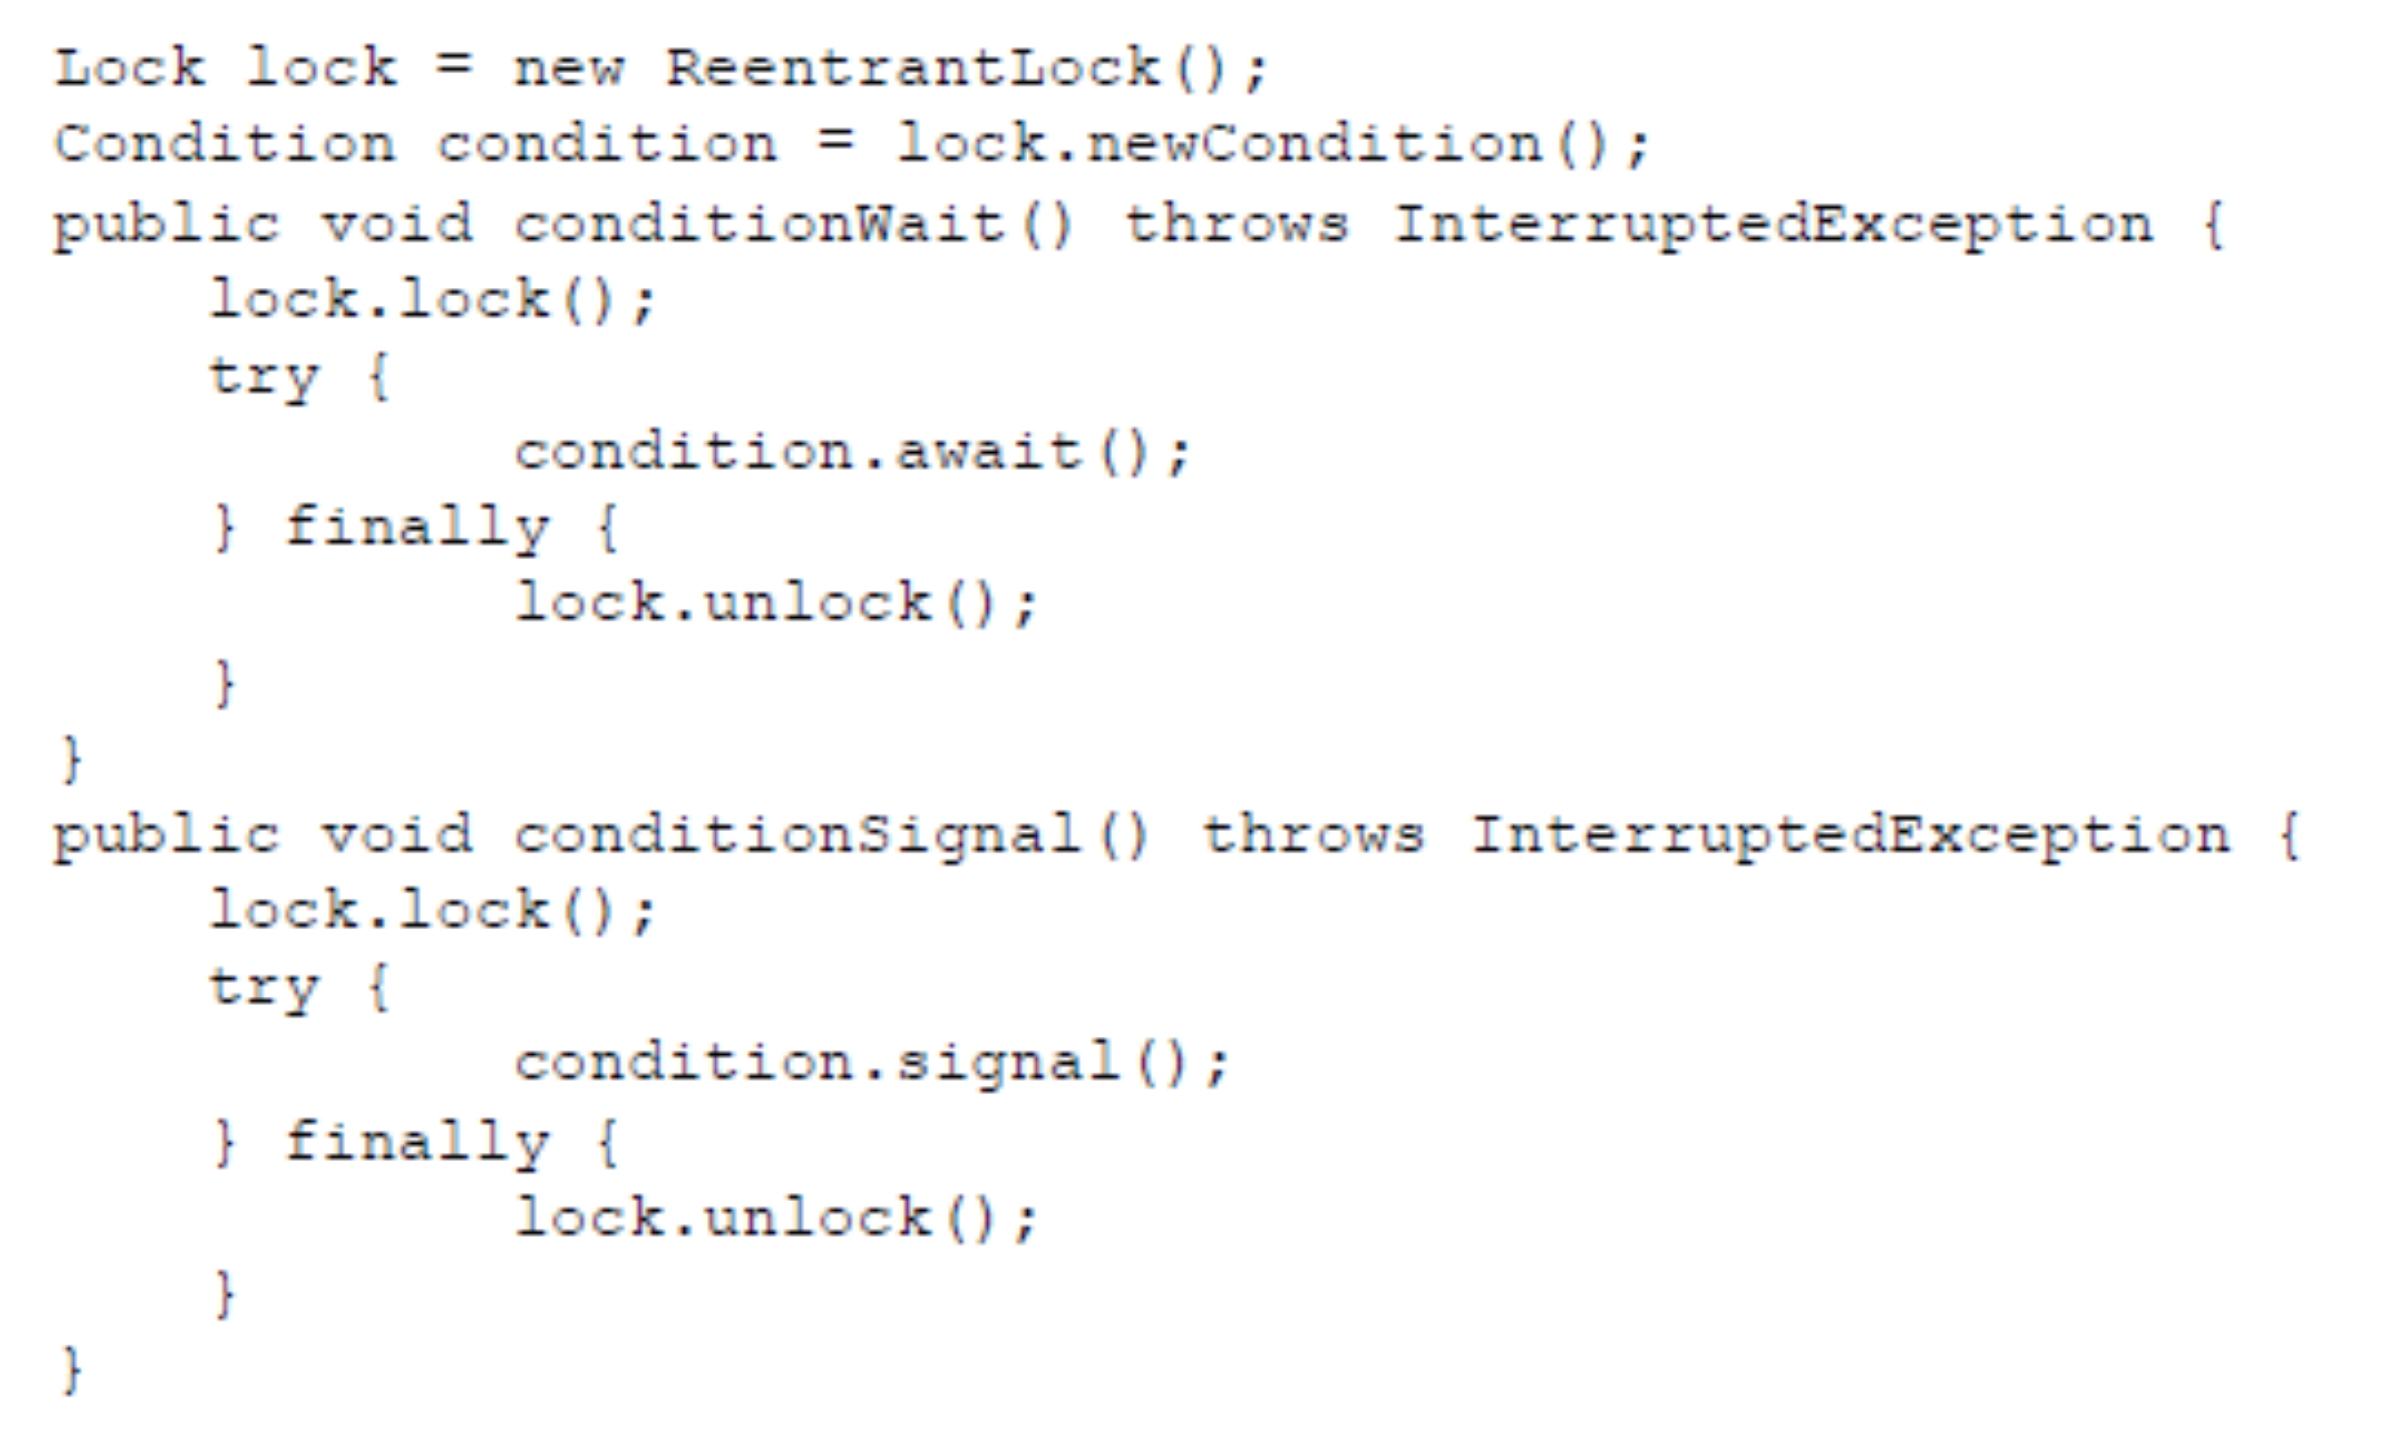 Lock lock = new ReentrantLock();
Condition condition = lock.newCondition();
public void conditionWait() throws InterruptedException {
    lock.lock();
    try {
            condition.await();
    } finally {
            lock.unlock();
    }
}
public void conditionSignal() throws InterruptedException {
    lock.lock();
    try {
            condition.signal();
    } finally {
            lock.unlock();
    }
}